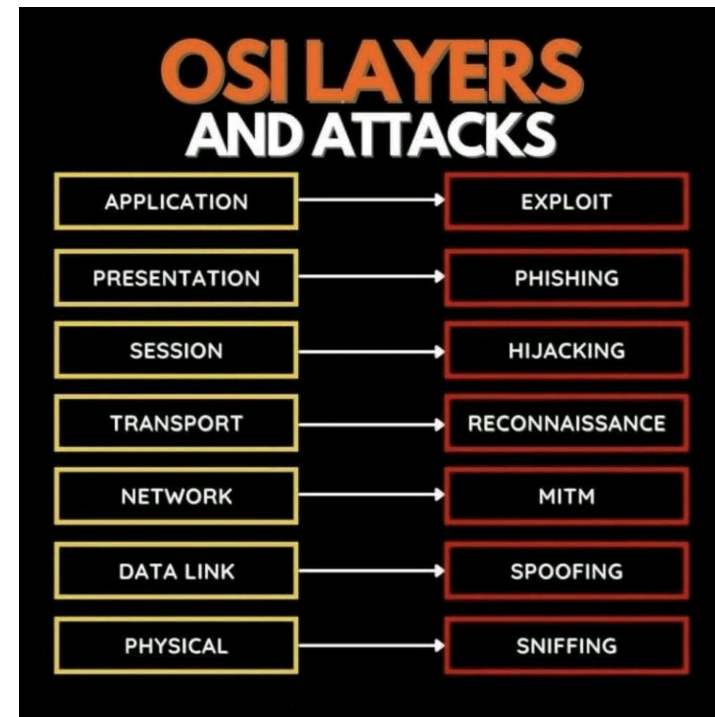 OSI LAYERS
AND ATTACKS
APPLICATION
EXPLOIT
PRESENTATION
PHISHING
SESSION
HIJACKING
TRANSPORT
RECONNAISSANCE
NETWORK
MITM
DATA LINK
SPOOFING
PHYSICAL
SNIFFING